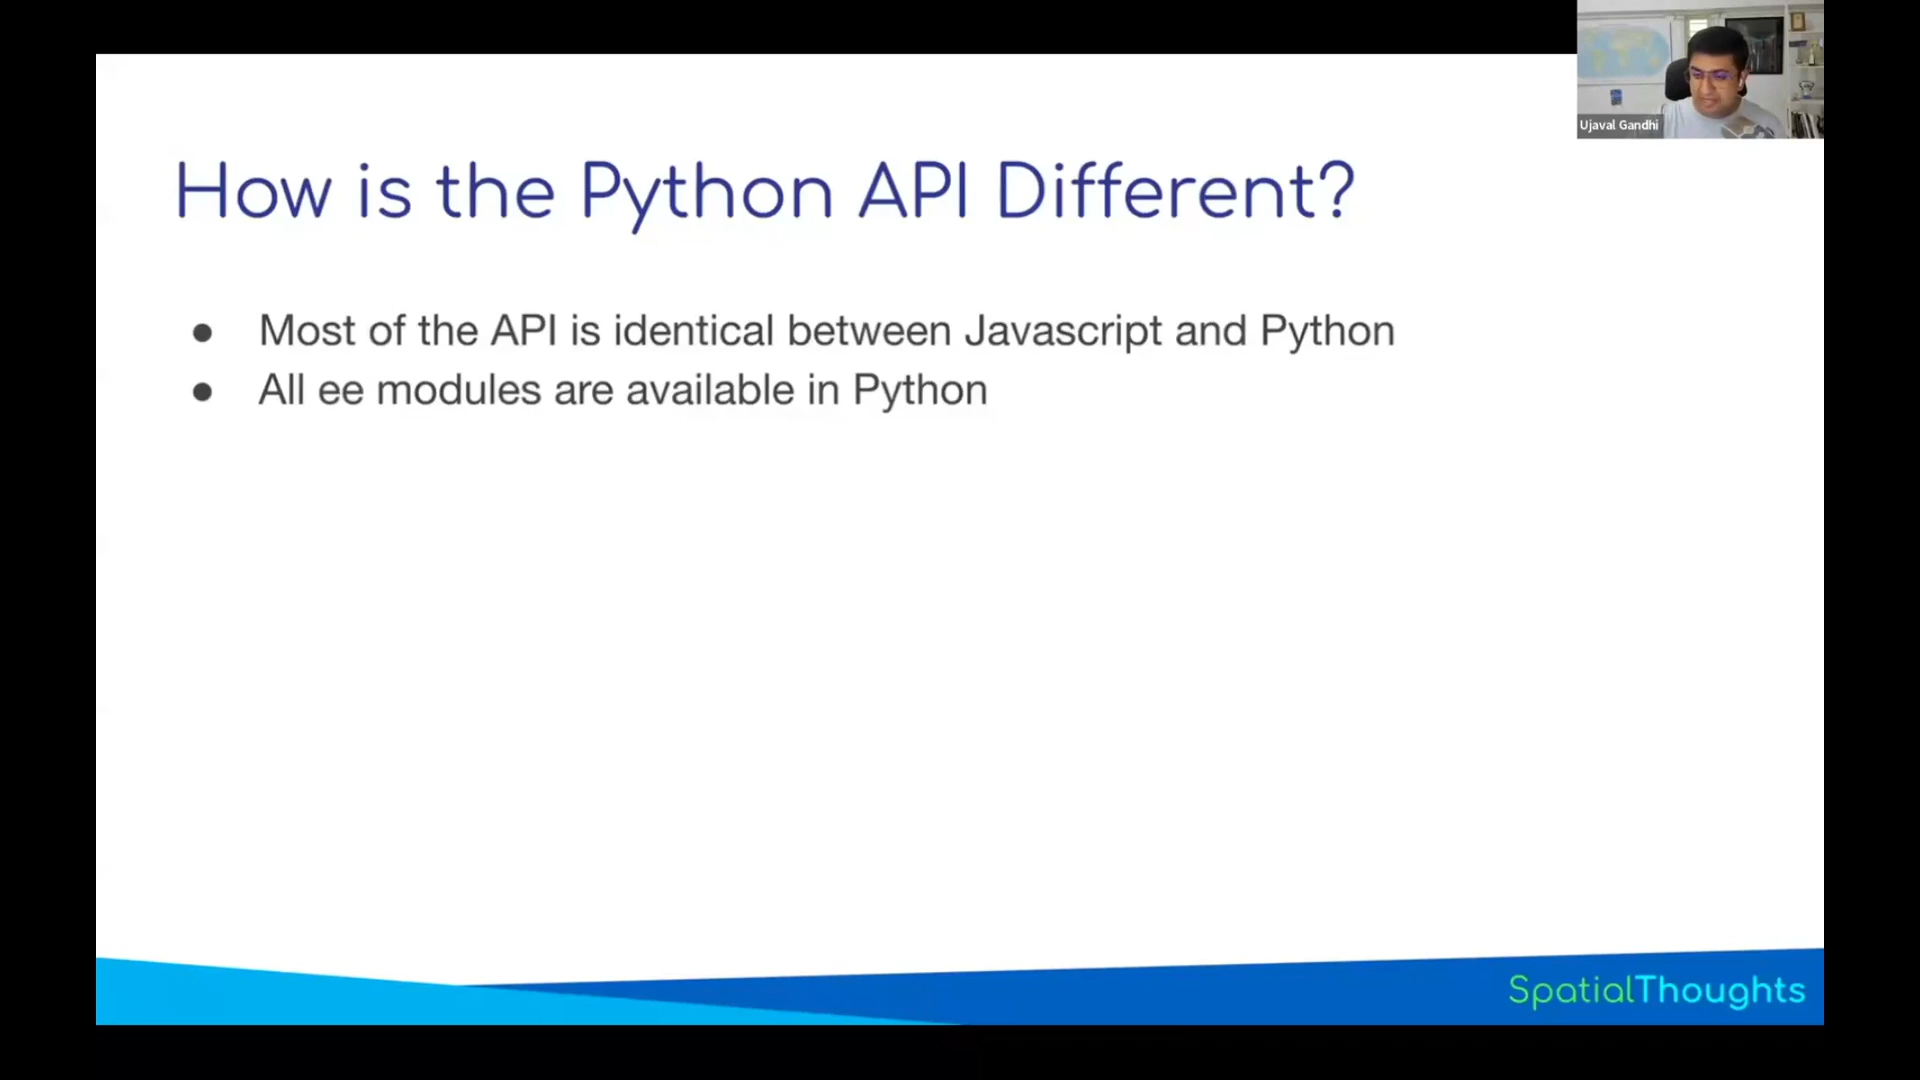 Ujaval Gandhi
How is the Python API Different?
● Most of the API is identical between Javascript and Python
● All ee modules are available in Python
SpatialThoughts